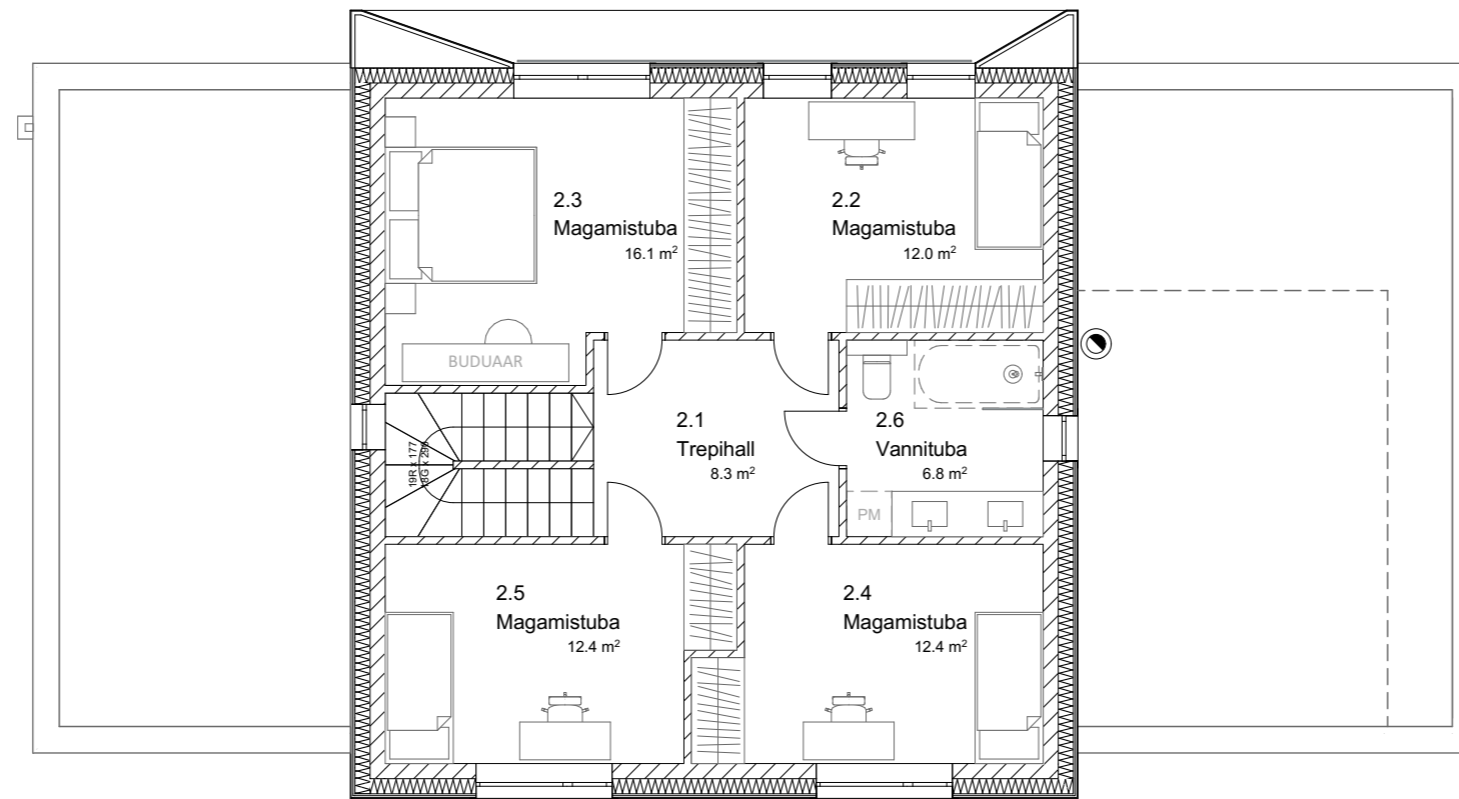 2.3
Magamistuba
16.1 m²
2.2
Magamistuba
12.0 m²
BUDUAAR
2.1
Trepihall
8.3 m²
2.6
Vannituba
6.8 m²
19R x 177
PM
2.5
Magamistuba
12.4 m²
2.4
Magamistuba
12.4 m²